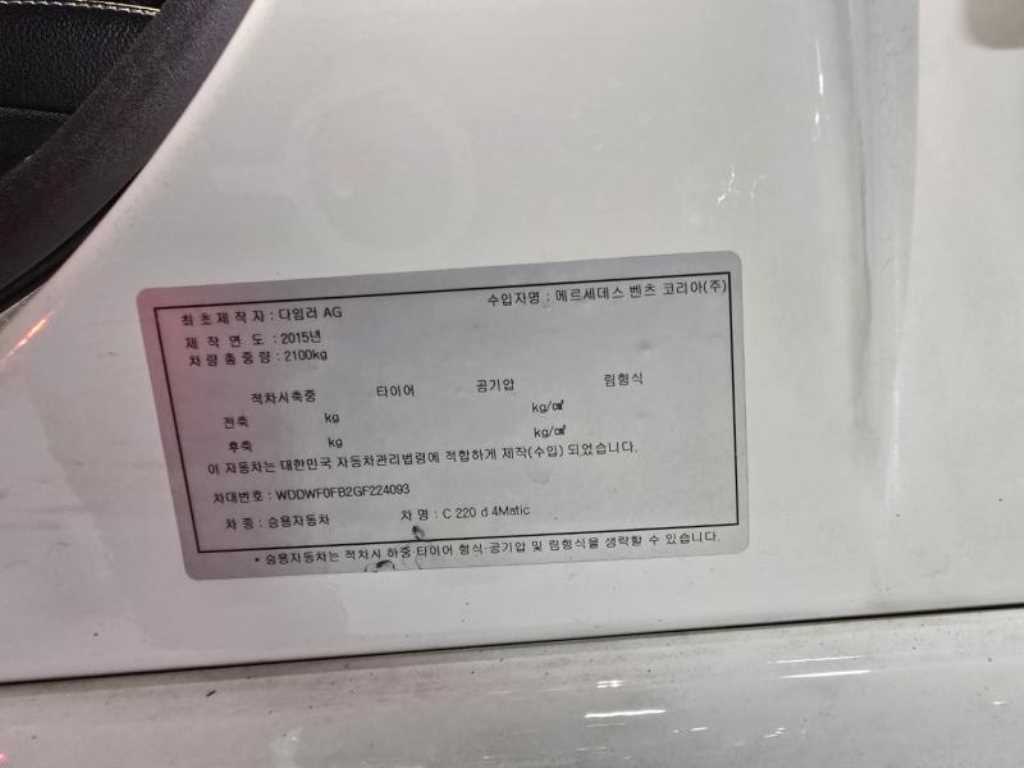 최초제작자 : 다임러 AG 수입자명 : 메르세데스 벤츠 코리아(주)
제 작 연 도 : 2015년
차량총중량 : 2100kg
적차시축중 타이어 공기압 림형식
전축 kg kg/㎠
후축 kg kg/㎠
이 자동차는 대한민국 자동차관리법령에 적합하게 제작(수입) 되었습니다.
차대번호 : WDDWF0FB2GF224093
차 종 : 승용자동차 차 명 : C 220 d 4Matic
* 승용자동차는 적차시 하중·타이어 형식·공기압 및 림형식을 생략할 수 있습니다.